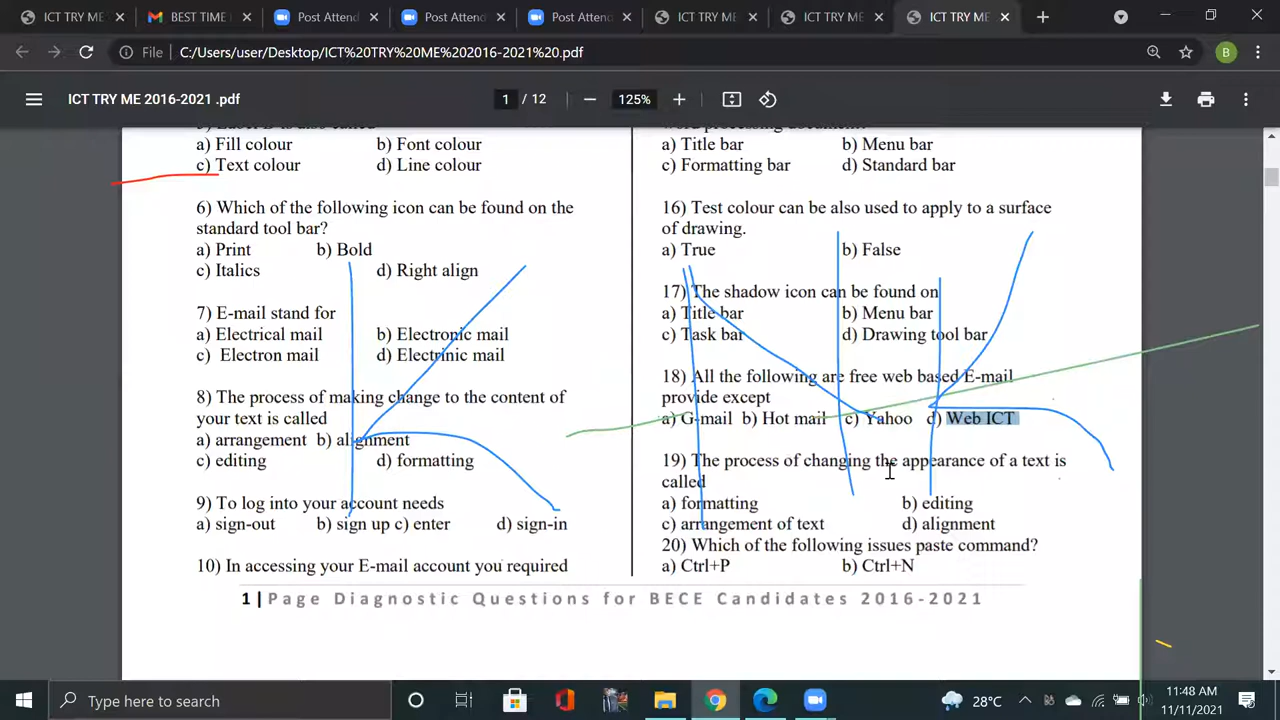 ICT TRY ME
BEST TIME
Post Attend
Post Attend
Post Attend
ICT TRY ME
ICT TRY ME
ICT TRY ME
File
C:/Users/user/Desktop/ICT%20TRY%20ME%202016-2021%20.pdf
B
ICT TRY ME 2016-2021 .pdf
1 / 12
125%
a) Fill colour b) Font colour
c) Text colour d) Line colour
6) Which of the following icon can be found on the
standard tool bar?
a) Print b) Bold
c) Italics d) Right align
7) E-mail stand for
a) Electrical mail b) Electronic mail
c) Electron mail d) Electrinic mail
8) The process of making change to the content of
your text is called
a) arrangement b) alignment
c) editing d) formatting
9) To log into your account needs
a) sign-out b) sign up c) enter d) sign-in
10) In accessing your E-mail account you required
word processing document?
a) Title bar b) Menu bar
c) Formatting bar d) Standard bar
16) Test colour can be also used to apply to a surface
of drawing.
a) True b) False
17) The shadow icon can be found on
a) Title bar b) Menu bar
c) Task bar d) Drawing tool bar
18) All the following are free web based E-mail
provide except
a) G-mail b) Hot mail c) Yahoo d) Web ICT
19) The process of changing the appearance of a text is
called
a) formatting b) editing
c) arrangement of text d) alignment
20) Which of the following issues paste command?
a) Ctrl+P b) Ctrl+N
1 | Page Diagnostic Questions for BECE Candidates 2016-2021
Type here to search
28°C
11:48 AM
11/11/2021